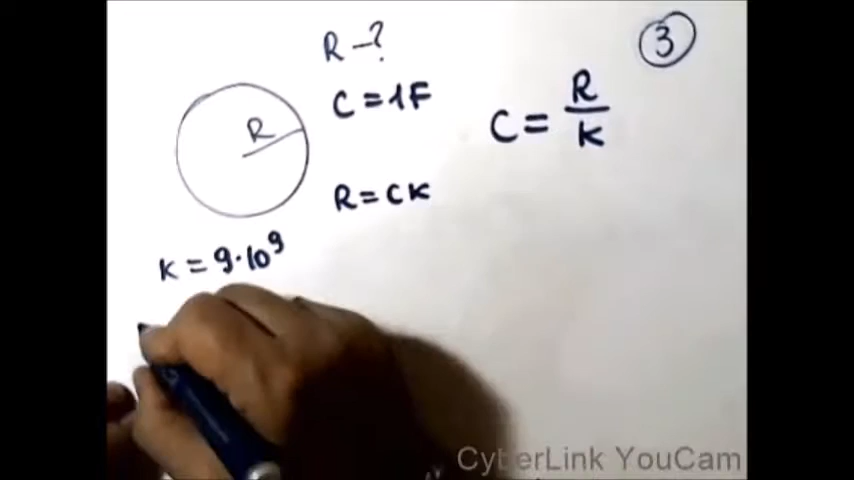 R-?
3
C = 1F
C = R/K
R
R = CK
K = 9·10⁹
CyberLink YouCam